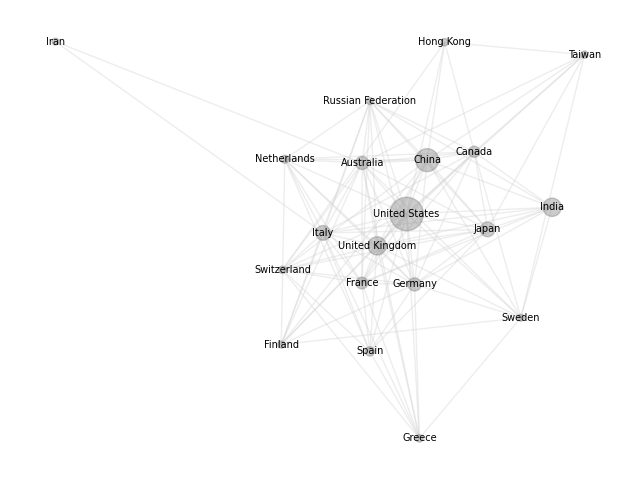 Iran
Hong Kong
Taiwan
Russian Federation
Netherlands
Australia
China
Canada
United States
India
Italy
United Kingdom
Japan
Switzerland
France
Germany
Sweden
Finland
Spain
Greece